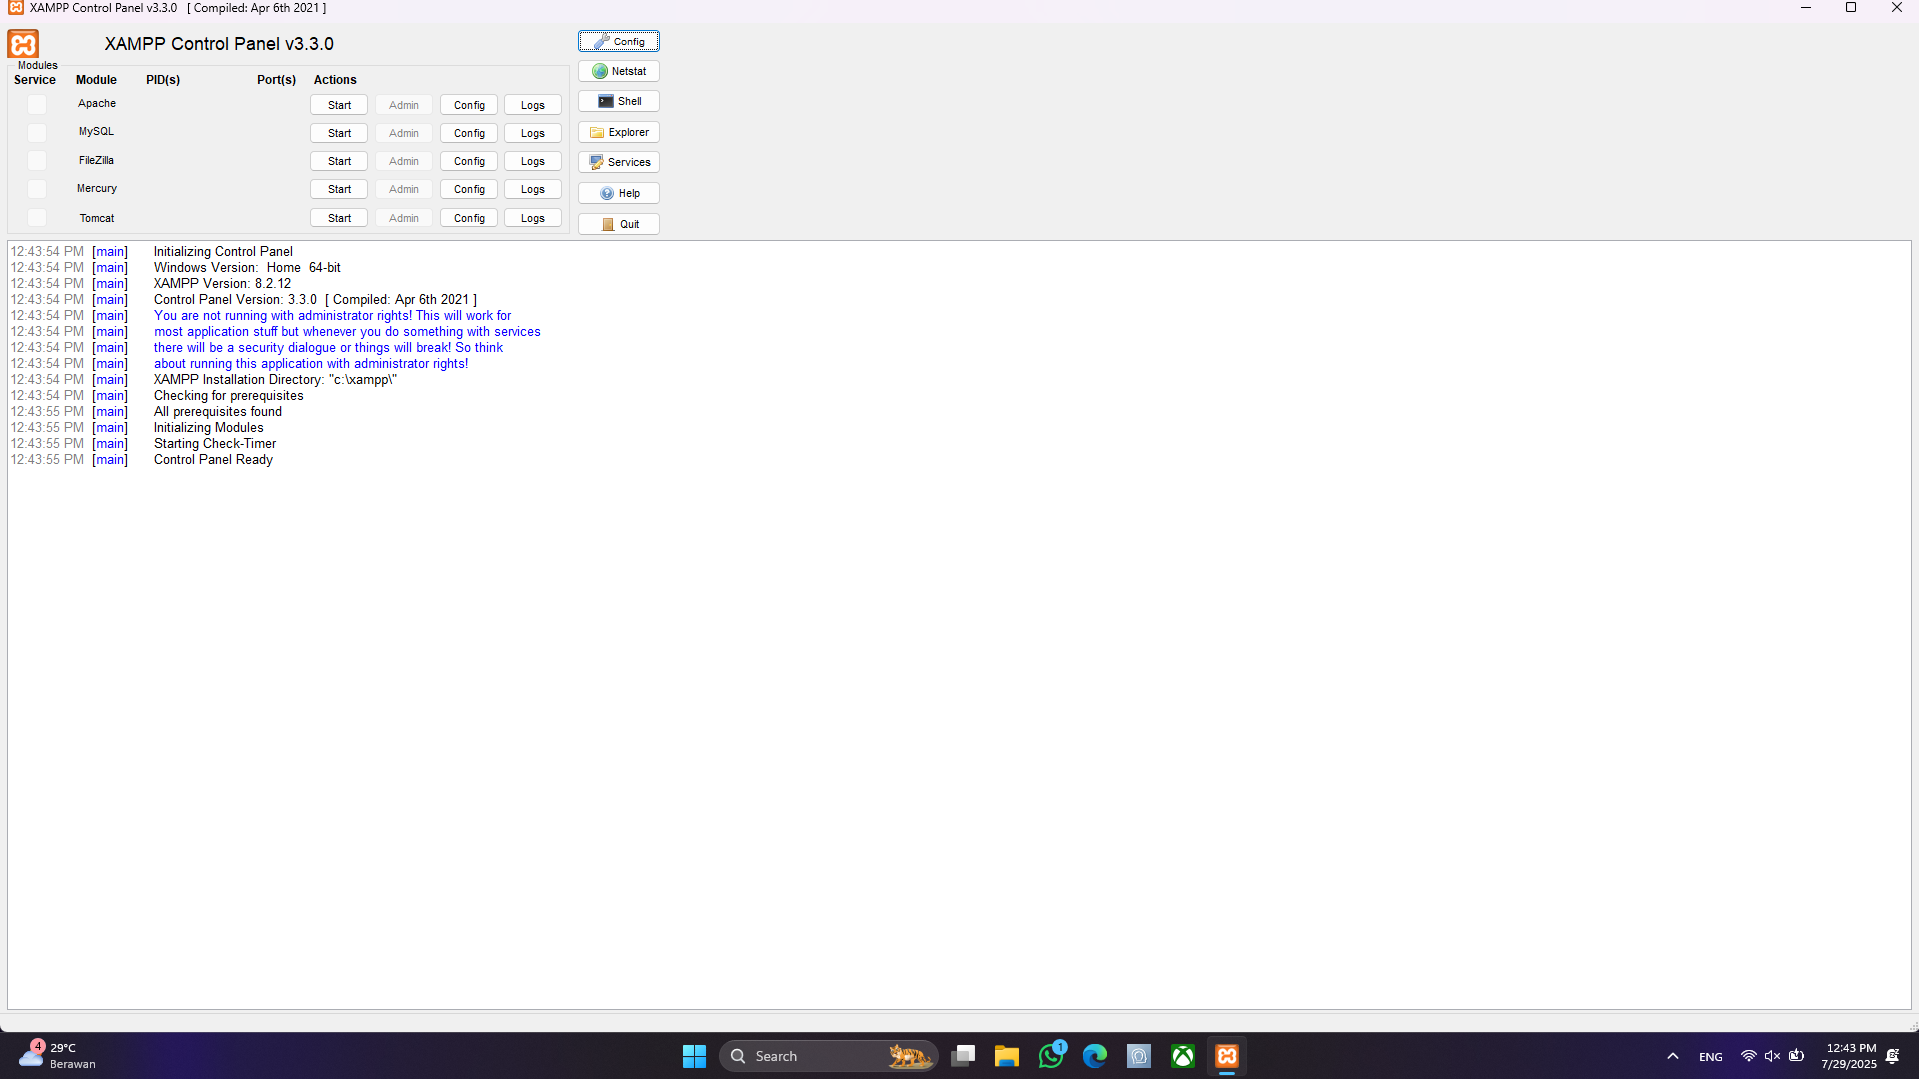 XAMPP Control Panel v3.3.0   [ Compiled: Apr 6th 2021 ]
XAMPP Control Panel v3.3.0
Config
Modules
Service Module PID(s) Port(s) Actions
Netstat
Apache Start Admin Config Logs
Shell
MySQL Start Admin Config Logs
Explorer
FileZilla Start Admin Config Logs
Services
Mercury Start Admin Config Logs
Help
Tomcat Start Admin Config Logs
Quit
12:43:54 PM [main] Initializing Control Panel
12:43:54 PM [main] Windows Version:  Home  64-bit
12:43:54 PM [main] XAMPP Version: 8.2.12
12:43:54 PM [main] Control Panel Version: 3.3.0  [ Compiled: Apr 6th 2021 ]
12:43:54 PM [main] You are not running with administrator rights! This will work for
12:43:54 PM [main] most application stuff but whenever you do something with services
12:43:54 PM [main] there will be a security dialogue or things will break! So think
12:43:54 PM [main] about running this application with administrator rights!
12:43:54 PM [main] XAMPP Installation Directory: "c:\xampp\"
12:43:54 PM [main] Checking for prerequisites
12:43:55 PM [main] All prerequisites found
12:43:55 PM [main] Initializing Modules
12:43:55 PM [main] Starting Check-Timer
12:43:55 PM [main] Control Panel Ready
4
29°C
Berawan
Search
1
ENG
12:43 PM
7/29/2025